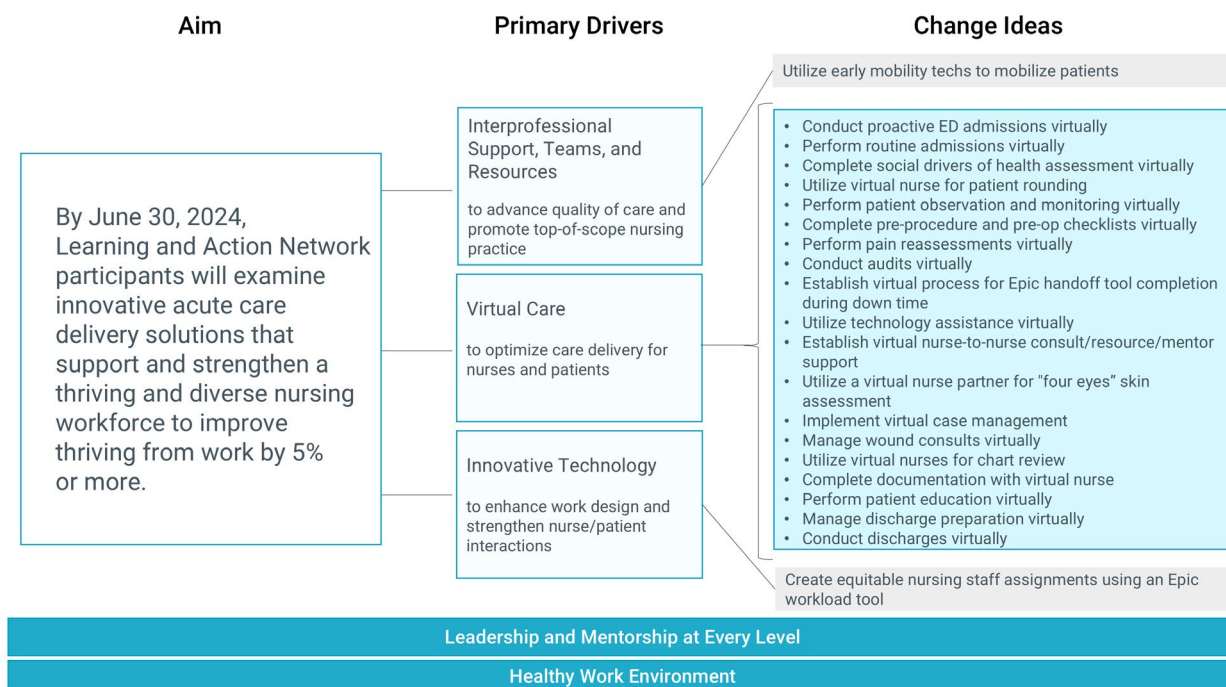 Aim
Primary Drivers
Change Ideas
By June 30, 2024,
Learning and Action Network
participants will examine
innovative acute care
delivery solutions that
support and strengthen a
thriving and diverse nursing
workforce to improve
thriving from work by 5%
or more.
Interprofessional
Support, Teams, and
Resources
to advance quality of care and
promote top-of-scope nursing
practice
Virtual Care
to optimize care delivery for
nurses and patients
Innovative Technology
to enhance work design and
strengthen nurse/patient
interactions
Utilize early mobility techs to mobilize patients
• Conduct proactive ED admissions virtually
• Perform routine admissions virtually
• Complete social drivers of health assessment virtually
• Utilize virtual nurse for patient rounding
• Perform patient observation and monitoring virtually
• Complete pre-procedure and pre-op checklists virtually
• Perform pain reassessments virtually
• Conduct audits virtually
• Establish virtual process for Epic handoff tool completion
during down time
• Utilize technology assistance virtually
• Establish virtual nurse-to-nurse consult/resource/mentor
support
• Utilize a virtual nurse partner for "four eyes” skin
assessment
• Implement virtual case management
• Manage wound consults virtually
• Utilize virtual nurses for chart review
• Complete documentation with virtual nurse
• Perform patient education virtually
• Manage discharge preparation virtually
• Conduct discharges virtually
Create equitable nursing staff assignments using an Epic
workload tool
Leadership and Mentorship at Every Level
Healthy Work Environment